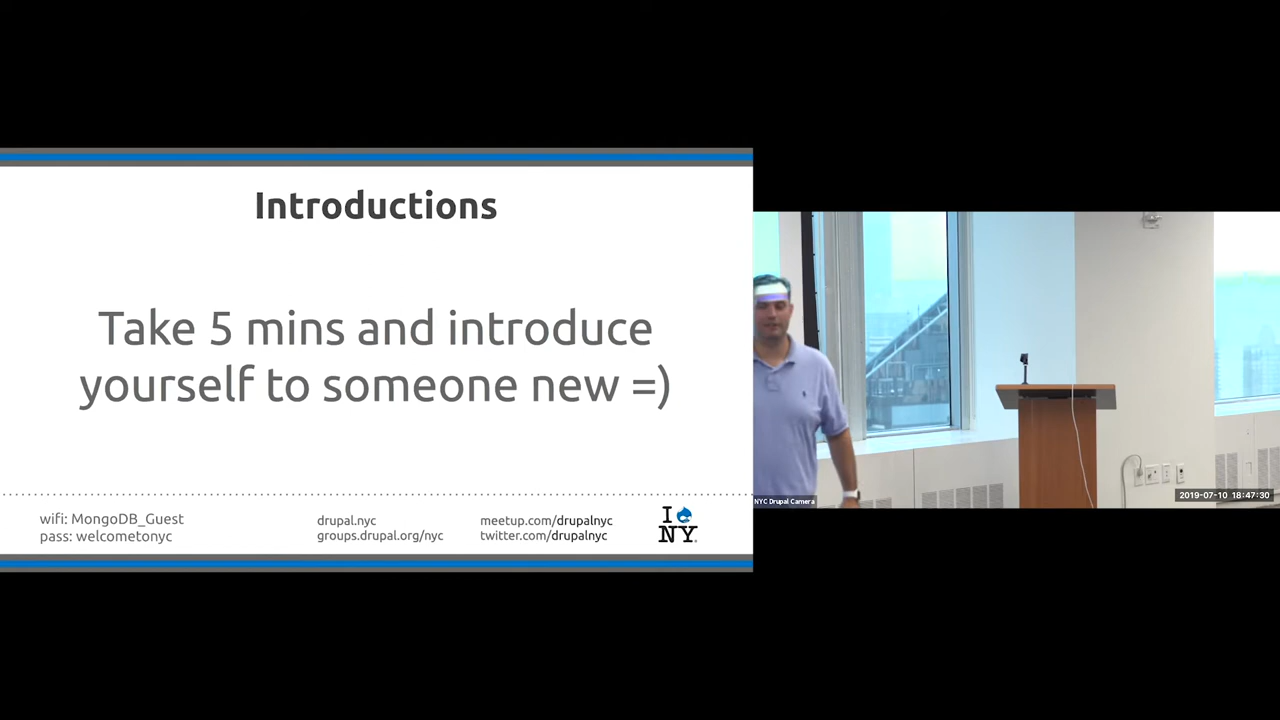 Introductions
Take 5 mins and introduce
yourself to someone new =)
wifi: MongoDB_Guest
pass: welcometonyc
drupal.nyc
groups.drupal.org/nyc
meetup.com/drupalnyc
twitter.com/drupalnyc
I
NY
NYC Drupal Camera
2019-07-10 18:47:30